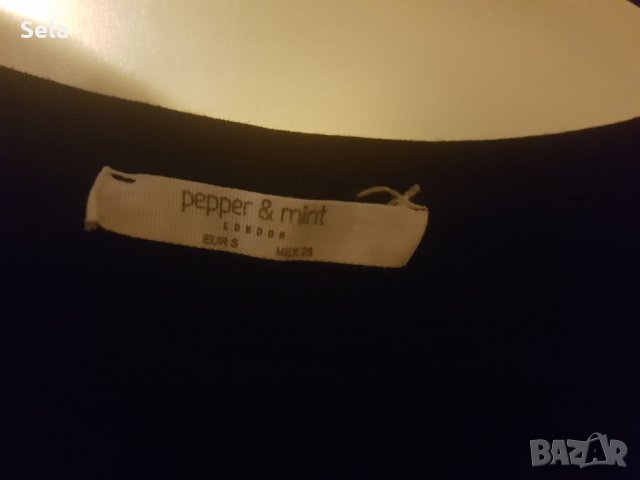 Sela
pepper & mint
LONDON
EUR S MEX 26
BAZAR